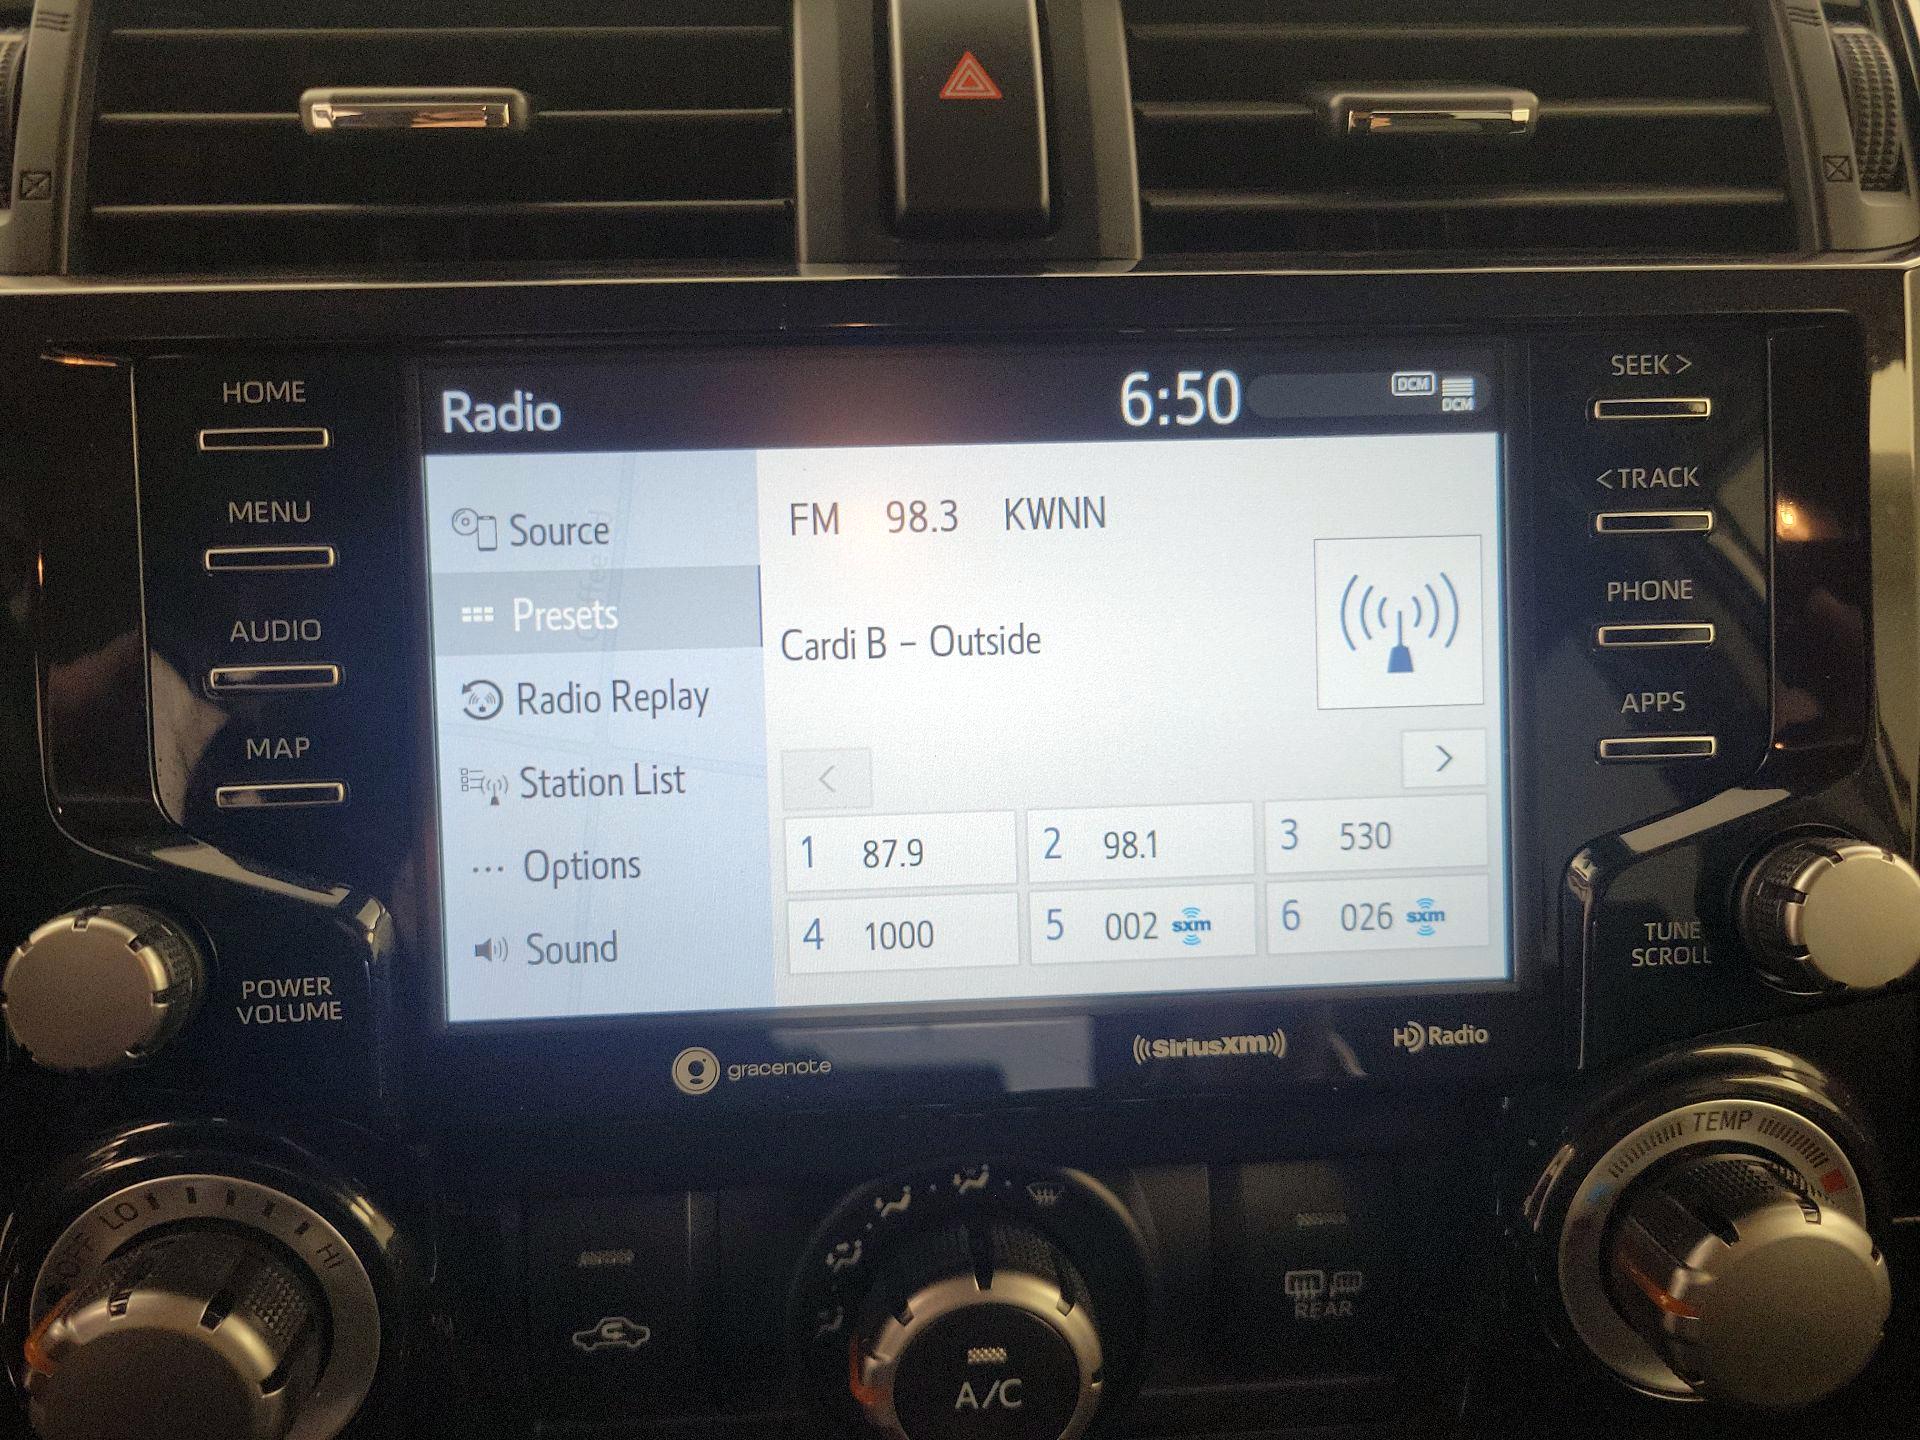 HOME
MENU
AUDIO
MAP
POWER
VOLUME
Radio
6:50
DCM
DCM
Source
Presets
Radio Replay
Station List
Options
Sound
FM 98.3 KWNN
Cardi B – Outside
<
>
1 87.9
2 98.1
3 530
4 1000
5 002 sxm
6 026 sxm
SEEK >
< TRACK
PHONE
APPS
TUNE
SCROLL
g gracenote
((SiriusXM))
HD Radio
OFF LO HI
A/C
REAR
TEMP